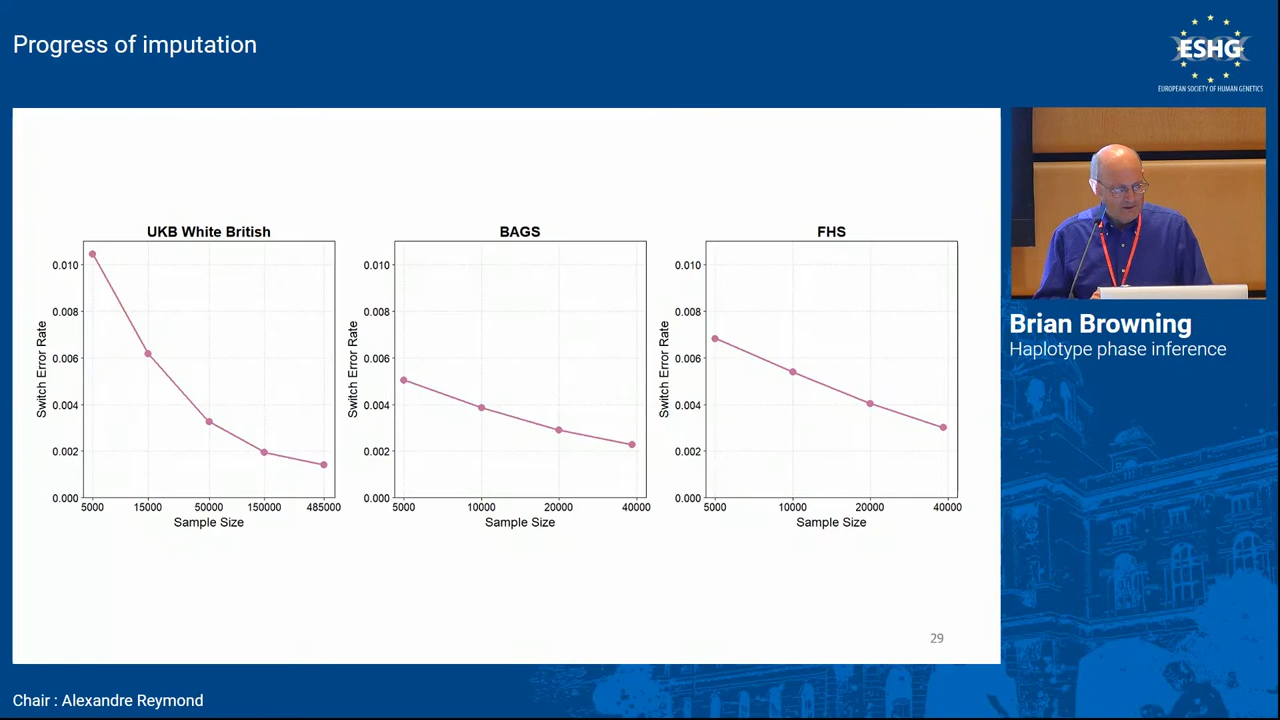 Progress of imputation
ESHG
EUROPEAN SOCIETY OF HUMAN GENETICS
UKB White British
0.010
0.008
0.006
0.004
0.002
0.000
Switch Error Rate
5000 15000 50000 150000 485000
Sample Size
BAGS
0.010
0.008
0.006
0.004
0.002
0.000
Switch Error Rate
5000 10000 20000 40000
Sample Size
FHS
0.010
0.008
0.006
0.004
0.002
0.000
Switch Error Rate
5000 10000 20000 40000
Sample Size
29
Brian Browning
Haplotype phase inference
Chair : Alexandre Reymond